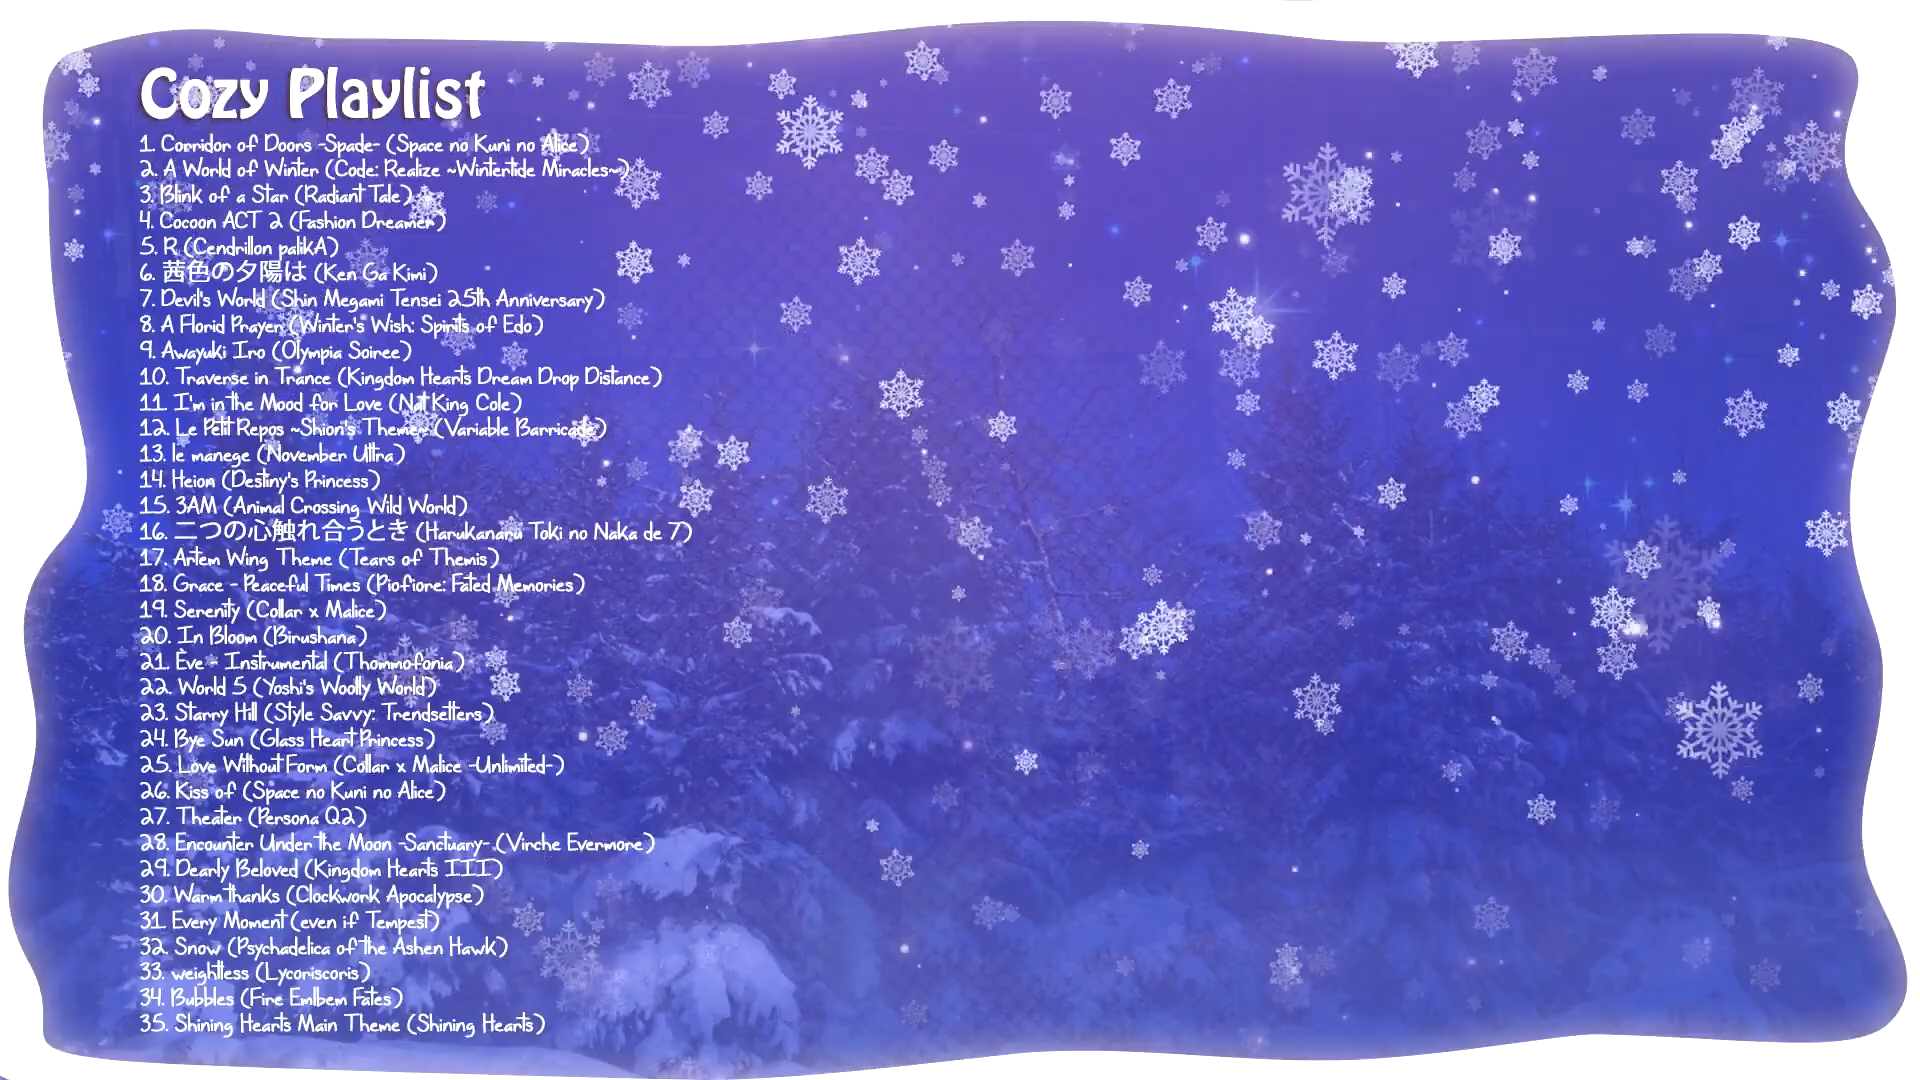 Cozy Playlist
1. Corridor of Doors -Spade- (Space no Kuni no Alice)
2. A World of Winter (Code: Realize ~Wintertide Miracles~)
3. Blink of a Star (Radiant Tale)
4. Cocoon ACT 2 (Fashion Dreamer)
5. R (Cendrillon palikA)
6. 茜色の夕陽は (Ken Ga Kimi)
7. Devil's World (Shin Megami Tensei 25th Anniversary)
8. A Florid Prayer (Winter's Wish: Spirits of Edo)
9. Awayuki Iro (Olympia Soiree)
10. Traverse in Trance (Kingdom Hearts Dream Drop Distance)
11. I'm in the Mood for Love (Nat King Cole)
12. Le Petit Repos ~Shion's Theme~ (Variable Barricade)
13. le manege (November Ultra)
14. Heion (Destiny's Princess)
15. 3AM (Animal Crossing Wild World)
16. 二つの心触れ合うとき (Harukanaru Toki no Naka de 7)
17. Artem Wing Theme (Tears of Themis)
18. Grace - Peaceful Times (Piofiore: Fated Memories)
19. Serenity (Collar x Malice)
20. In Bloom (Birushana)
21. Ève - Instrumental (Thommofonia)
22. World 5 (Yoshi's Woolly World)
23. Starry Hill (Style Savvy: Trendsetters)
24. Bye Sun (Glass Heart Princess)
25. Love Without Form (Collar x Malice -Unlimited-)
26. Kiss of (Space no Kuni no Alice)
27. Theater (Persona Q2)
28. Encounter Under the Moon -Sanctuary- (Virche Evermore)
29. Dearly Beloved (Kingdom Hearts III)
30. Warm thanks (Clockwork Apocalypse)
31. Every Moment (even if Tempest)
32. Snow (Psychadelica of the Ashen Hawk)
33. weightless (Lycoriscoris)
34. Bubbles (Fire Emlbem Fates)
35. Shining Hearts Main Theme (Shining Hearts)